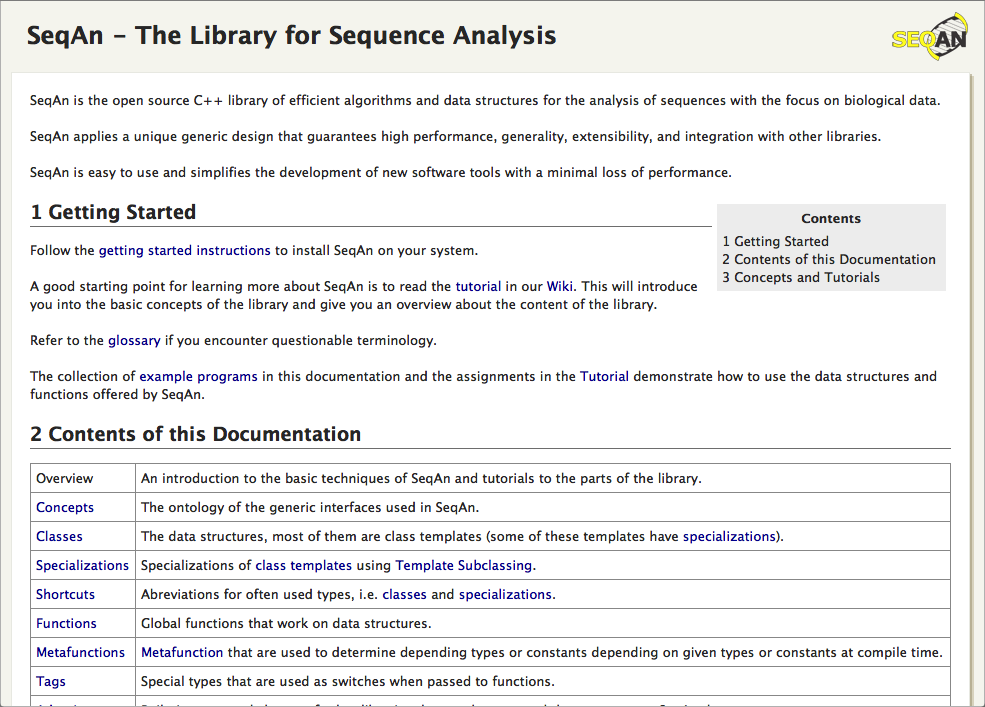 SeqAn – The Library for Sequence Analysis
SEQAN
SeqAn is the open source C++ library of efficient algorithms and data structures for the analysis of sequences with the focus on biological data.
SeqAn applies a unique generic design that guarantees high performance, generality, extensibility, and integration with other libraries.
SeqAn is easy to use and simplifies the development of new software tools with a minimal loss of performance.
1 Getting Started
Contents
1 Getting Started
2 Contents of this Documentation
3 Concepts and Tutorials
Follow the getting started instructions to install SeqAn on your system.
A good starting point for learning more about SeqAn is to read the tutorial in our Wiki. This will introduce
you into the basic concepts of the library and give you an overview about the content of the library.
Refer to the glossary if you encounter questionable terminology.
The collection of example programs in this documentation and the assignments in the Tutorial demonstrate how to use the data structures and
functions offered by SeqAn.
2 Contents of this Documentation
Overview An introduction to the basic techniques of SeqAn and tutorials to the parts of the library.
Concepts The ontology of the generic interfaces used in SeqAn.
Classes The data structures, most of them are class templates (some of these templates have specializations).
Specializations Specializations of class templates using Template Subclassing.
Shortcuts Abreviations for often used types, i.e. classes and specializations.
Functions Global functions that work on data structures.
Metafunctions Metafunction that are used to determine depending types or constants depending on given types or constants at compile time.
Tags Special types that are used as switches when passed to functions.